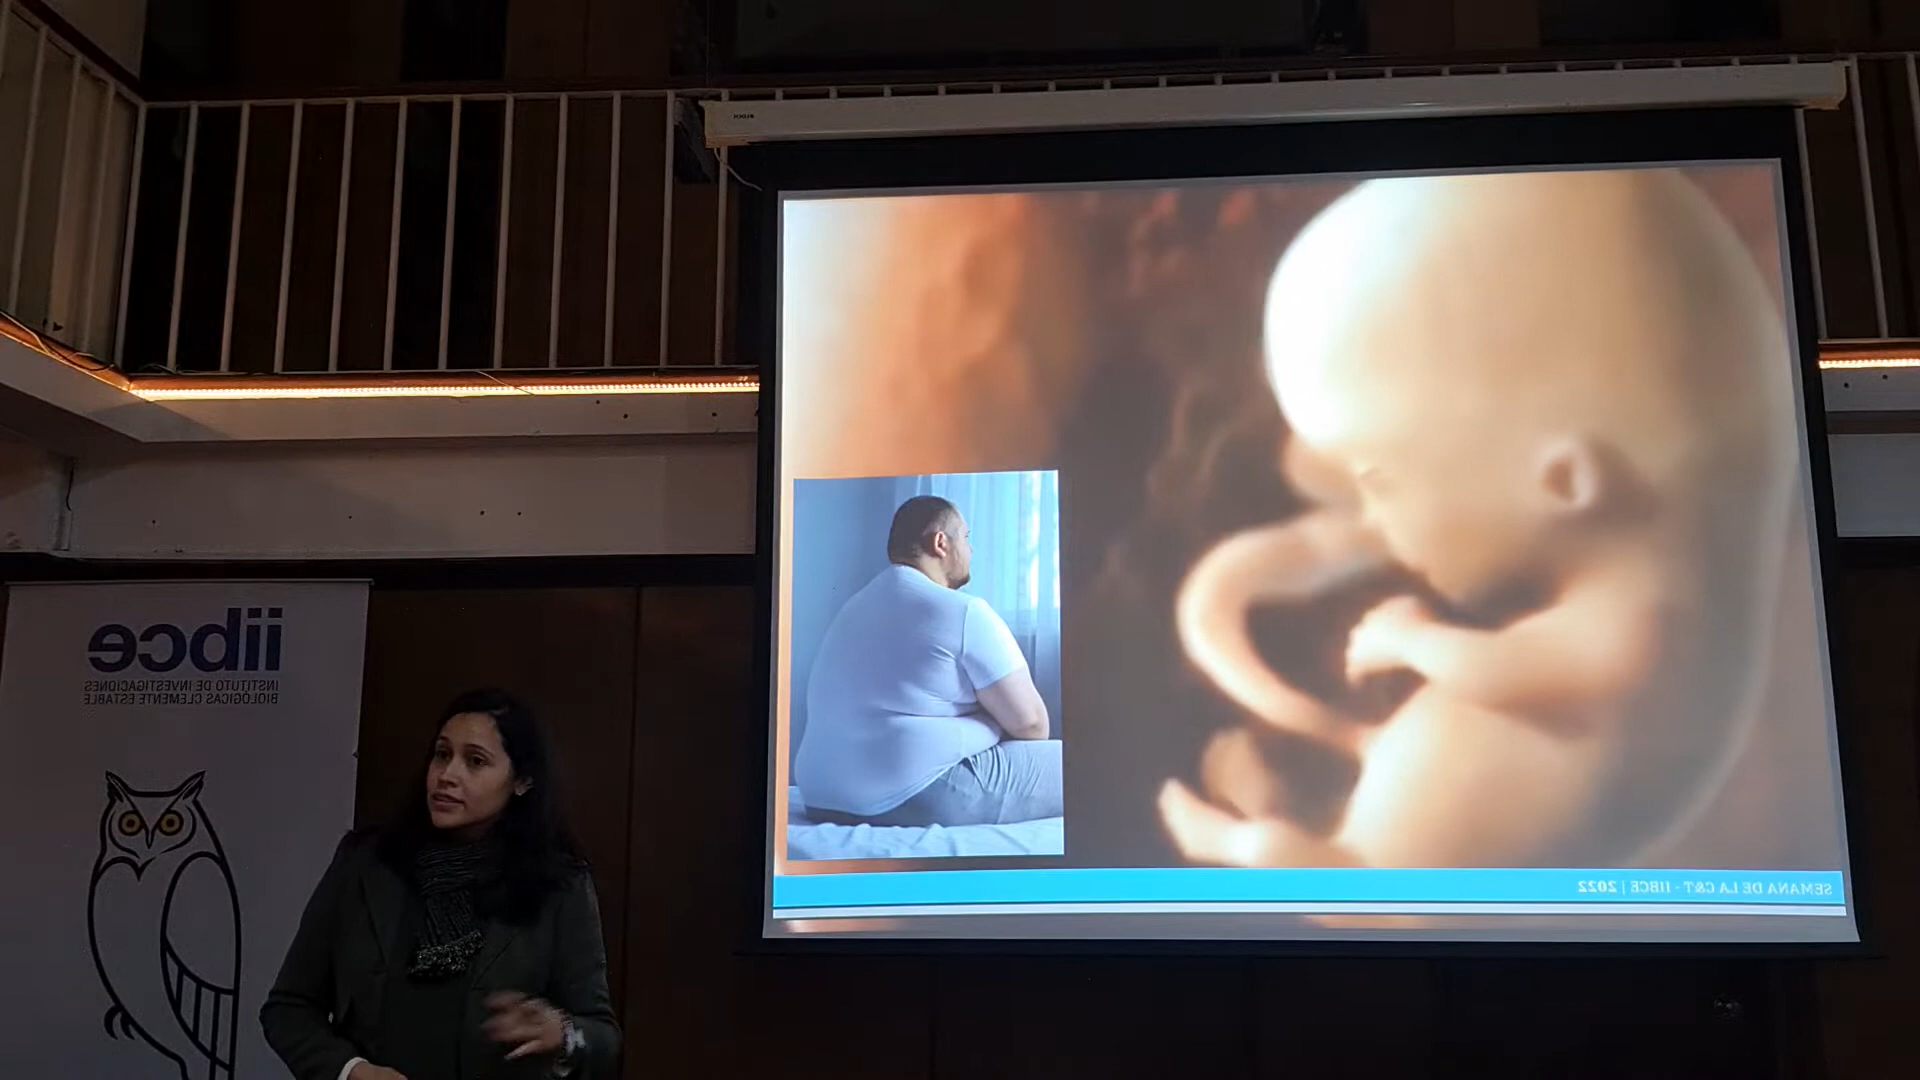 iibce
INSTITUTO DE INVESTIGACIONES
BIOLÓGICAS CLEMENTE ESTABLE
SEMANA DE LA C&T - IIBCE | 2022